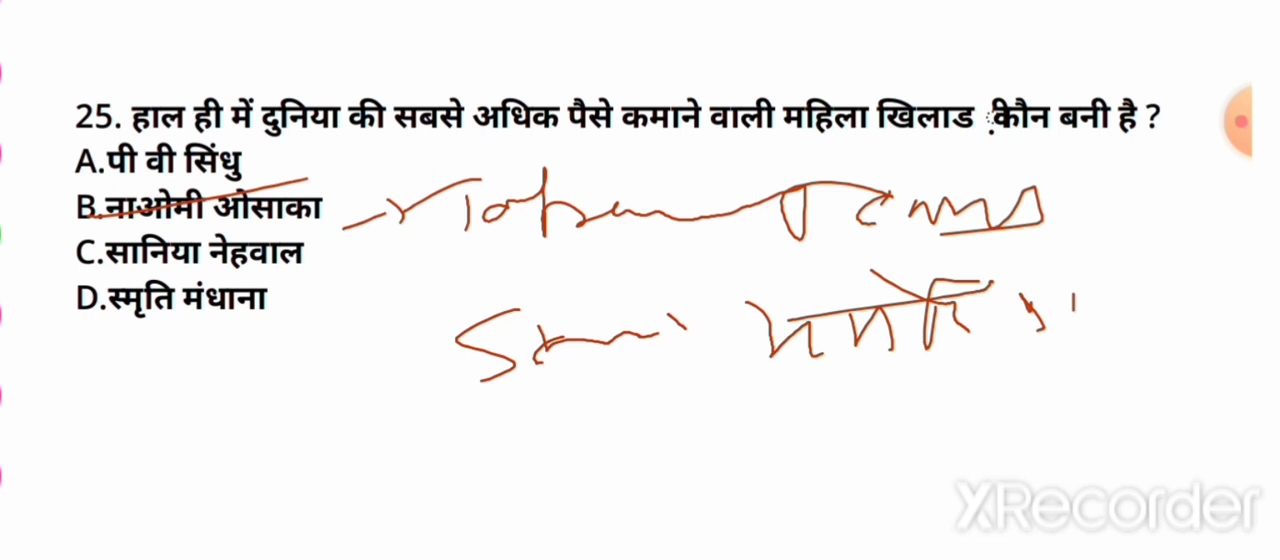 25. हाल ही में दुनिया की सबसे अधिक पैसे कमाने वाली महिला खिलाड ़ीकौन बनी है ?
A.पी वी सिंधु
B.नाओमी ओसाका
C.सानिया नेहवाल
D.स्मृति मंधाना
XRecorder